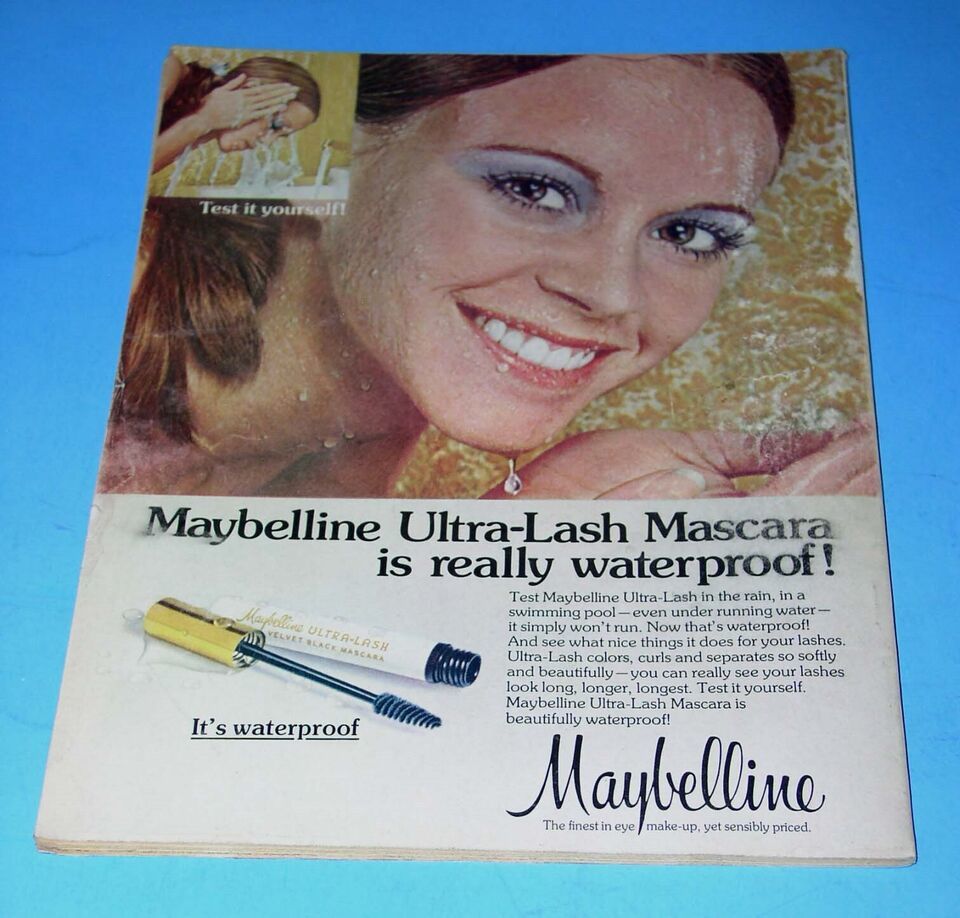 Test it yourself!
Maybelline Ultra-Lash Mascara
is really waterproof!
Test Maybelline Ultra-Lash in the rain, in a
swimming pool — even under running water —
it simply won't run. Now that's waterproof!
And see what nice things it does for your lashes.
Ultra-Lash colors, curls and separates so softly
and beautifully — you can really see your lashes
look long, longer, longest. Test it yourself.
Maybelline Ultra-Lash Mascara is
beautifully waterproof!
Maybelline ULTRA-LASH
VELVET BLACK MASCARA
It's waterproof
Maybelline
The finest in eye make-up, yet sensibly priced.